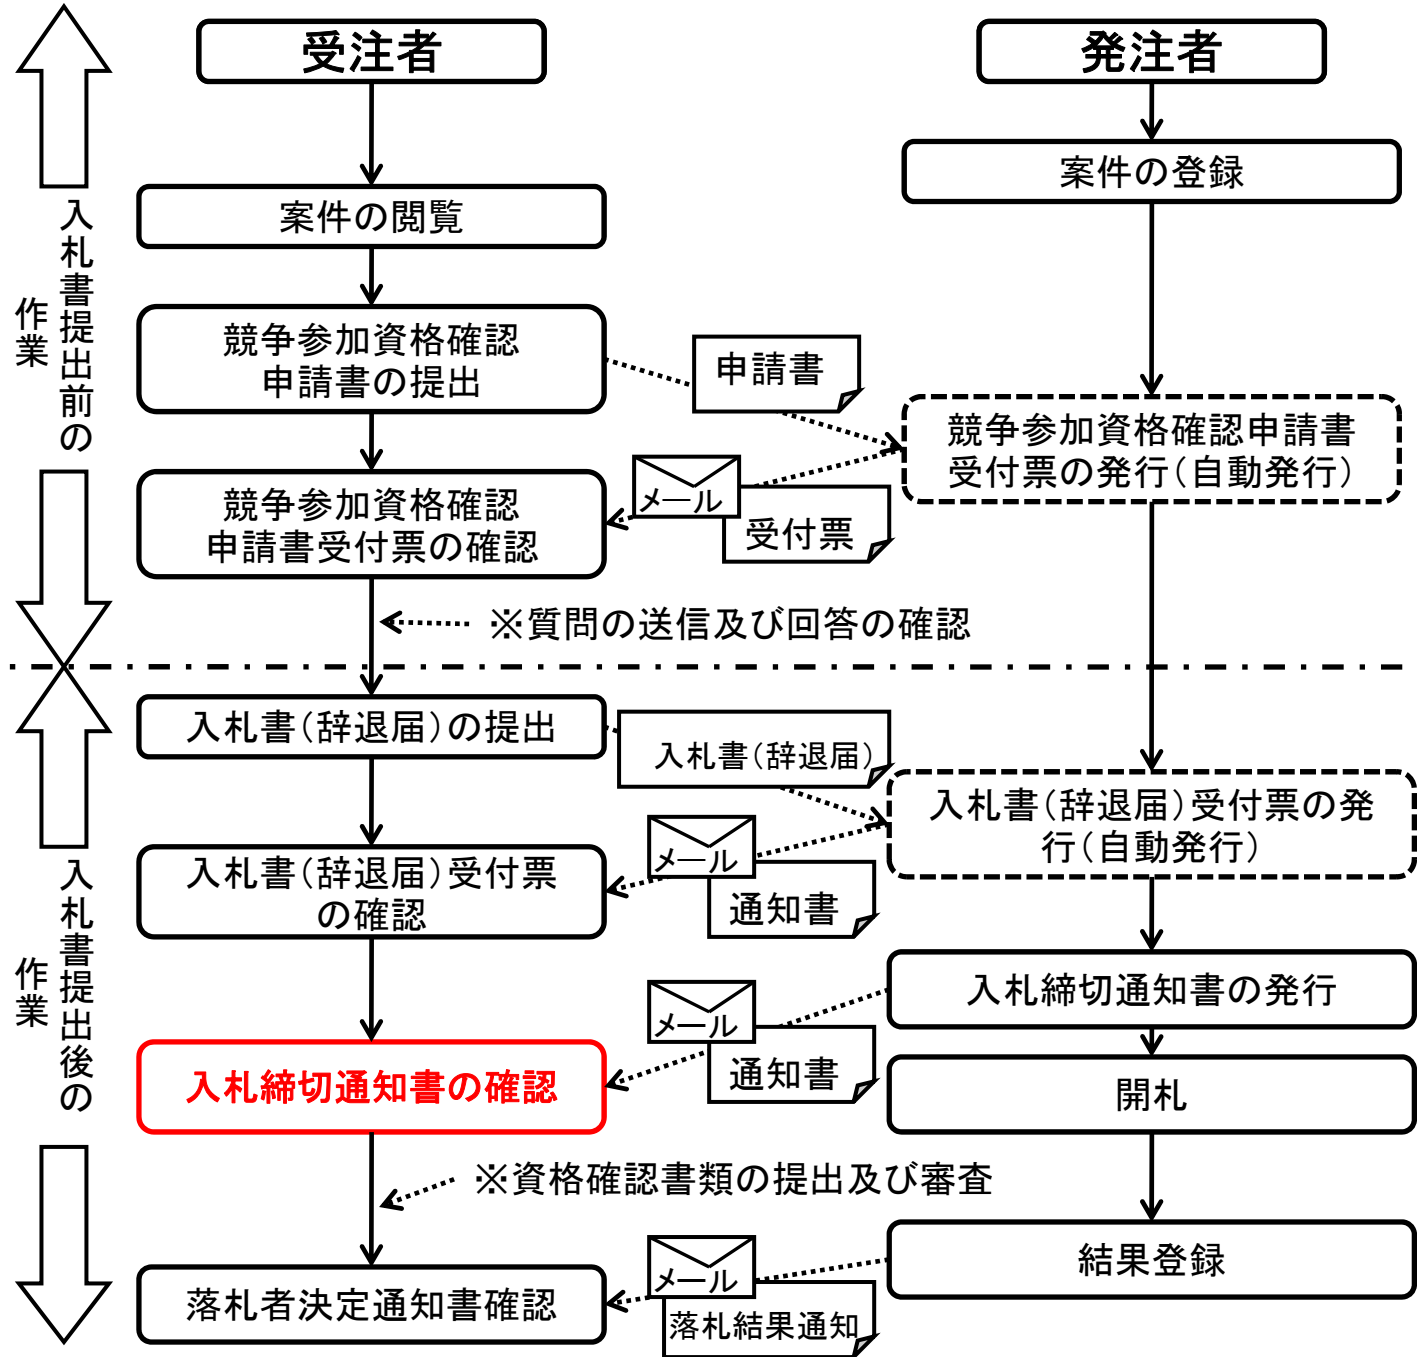 受注者
発注者
案件の登録
案件の閲覧
入札書提出前の
作業
競争参加資格確認
申請書の提出
申請書
競争参加資格確認申請書
受付票の発行（自動発行）
メール
受付票
競争参加資格確認
申請書受付票の確認
※質問の送信及び回答の確認
入札書（辞退届）の提出
入札書（辞退届）
入札書（辞退届）受付票の発
行（自動発行）
メール
通知書
入札書（辞退届）受付票
の確認
入札書提出後の
作業
入札締切通知書の発行
メール
通知書
入札締切通知書の確認
開札
※資格確認書類の提出及び審査
結果登録
メール
落札結果通知
落札者決定通知書確認